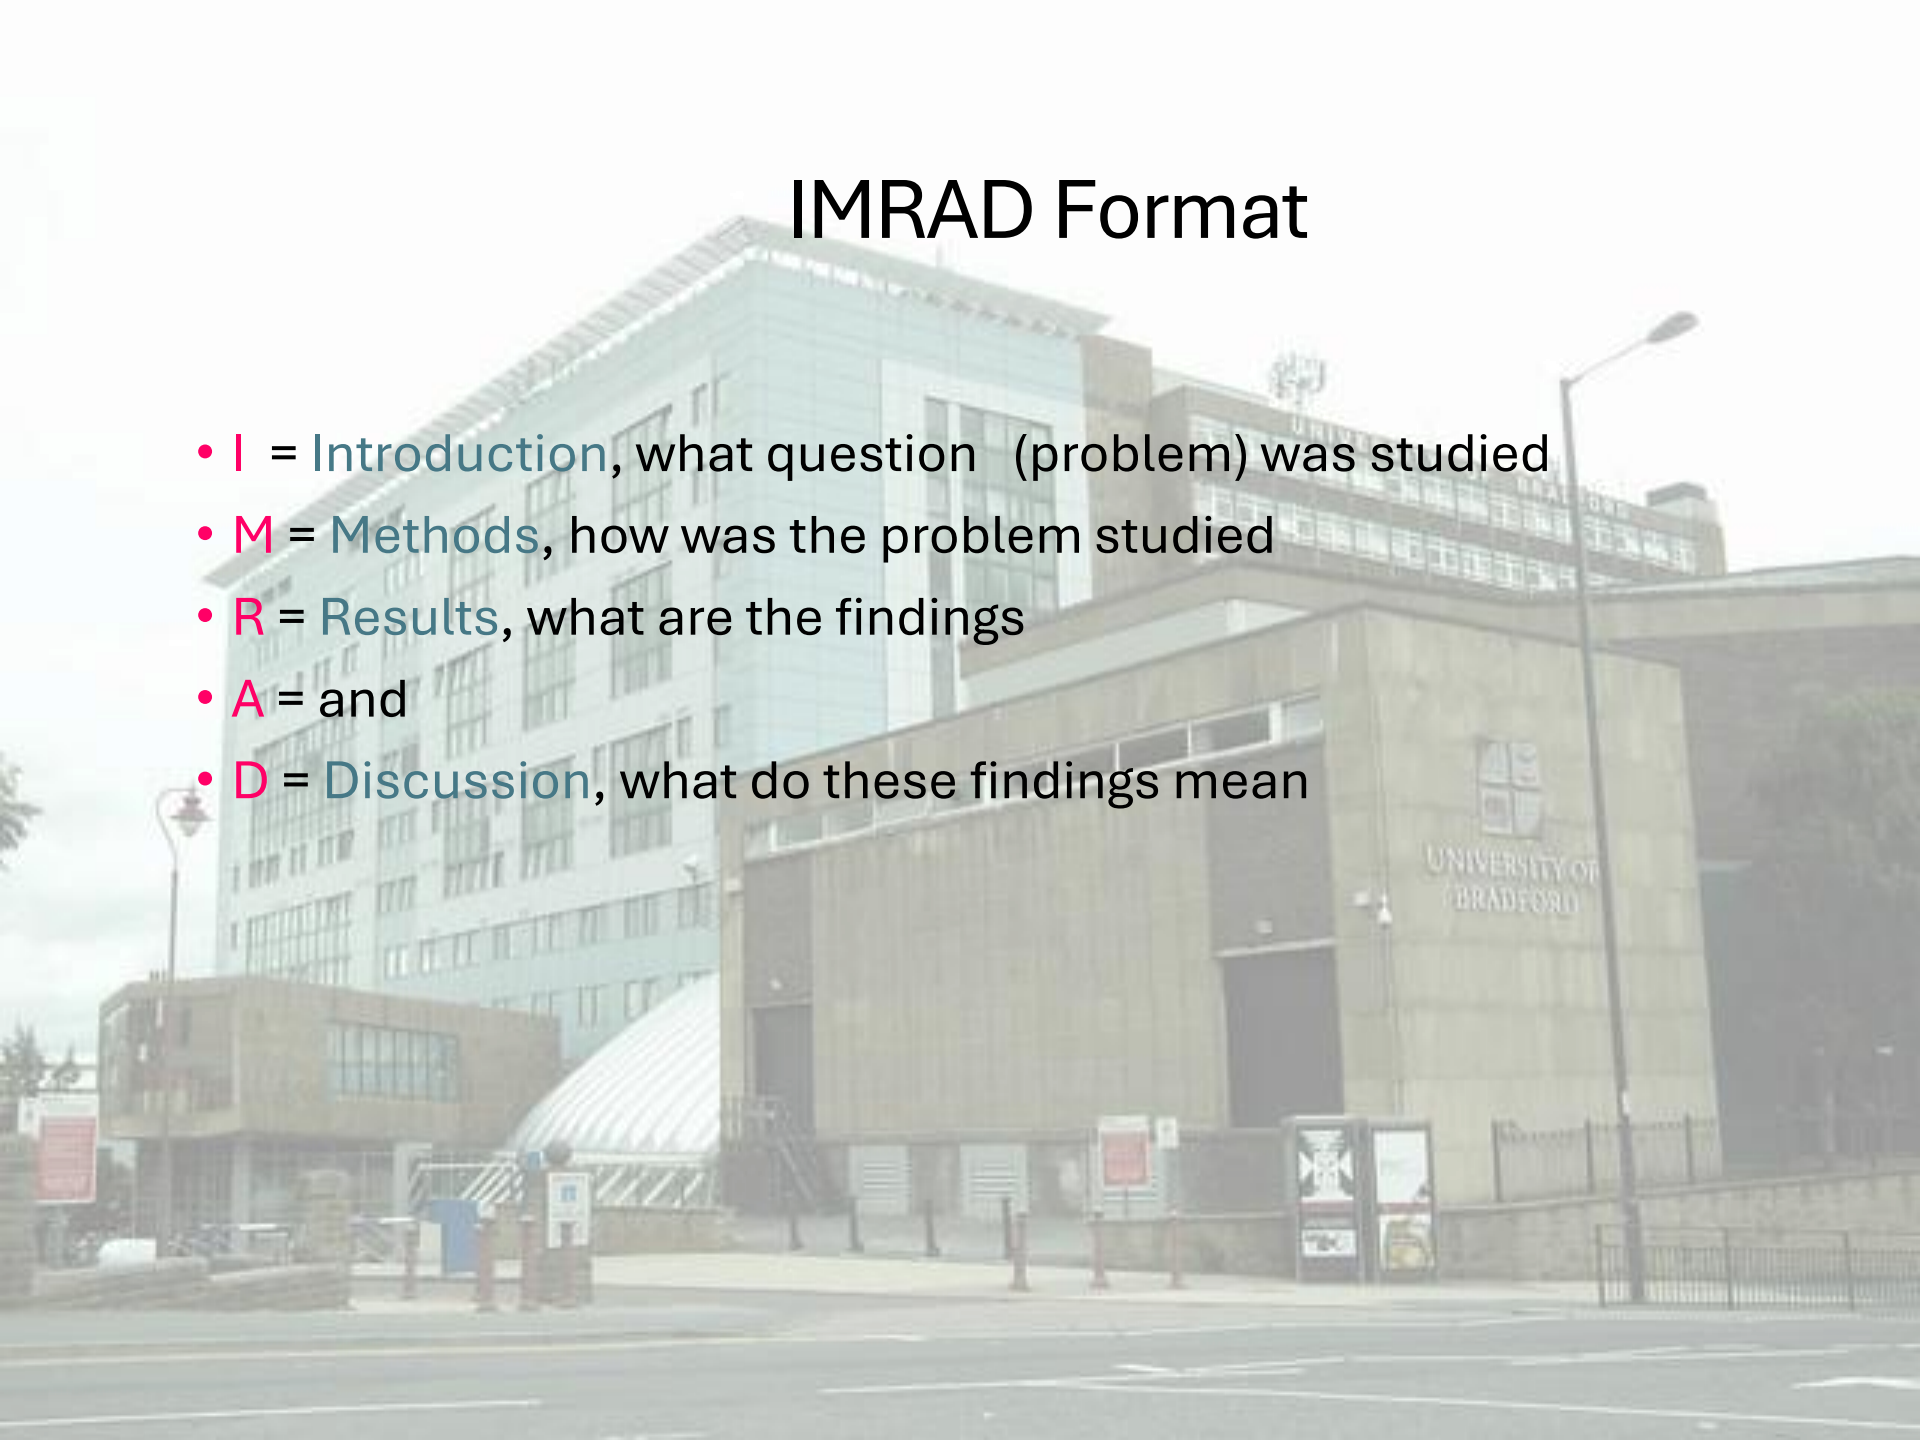 IMRAD Format
• I = Introduction, what question (problem) was studied
• M = Methods, how was the problem studied
• R = Results, what are the findings
• A = and
• D = Discussion, what do these findings mean
UNIVERSITY OF
BRADFORD